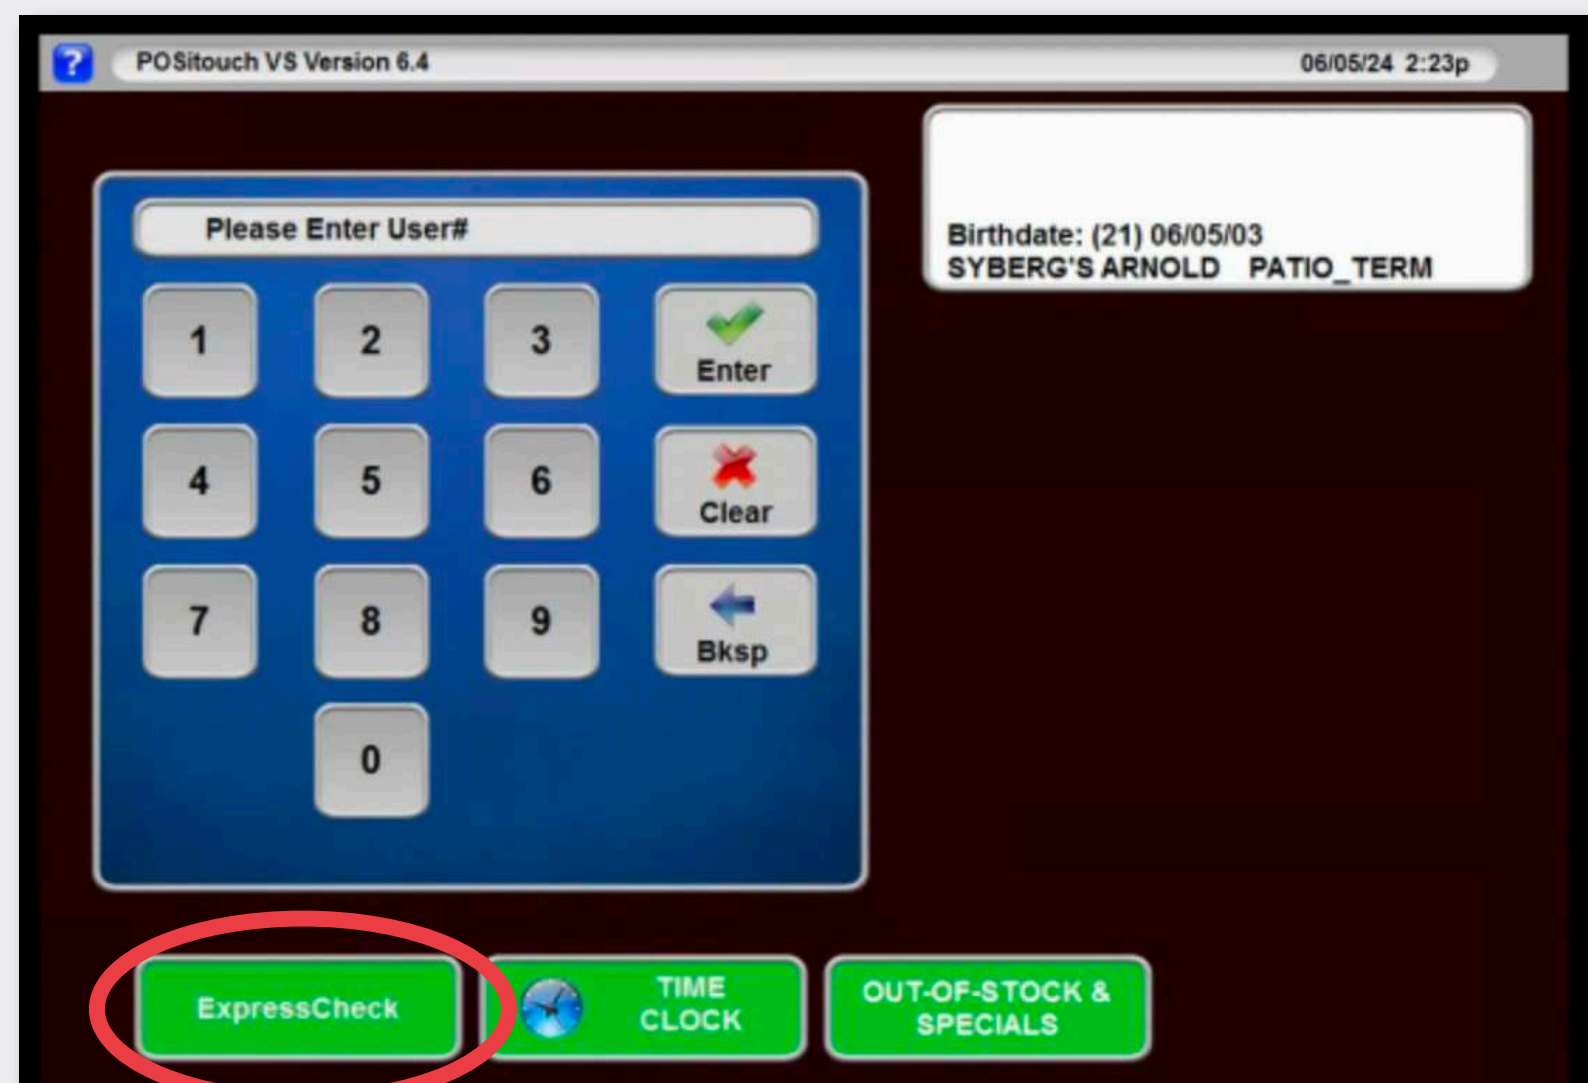 ?
POSitouch VS Version 6.4
06/05/24 2:23p
Please Enter User#
Birthdate: (21) 06/05/03
SYBERG'S ARNOLD PATIO_TERM
1
2
3
Enter
4
5
6
Clear
7
8
9
Bksp
0
ExpressCheck
TIME
CLOCK
OUT-OF-STOCK &
SPECIALS